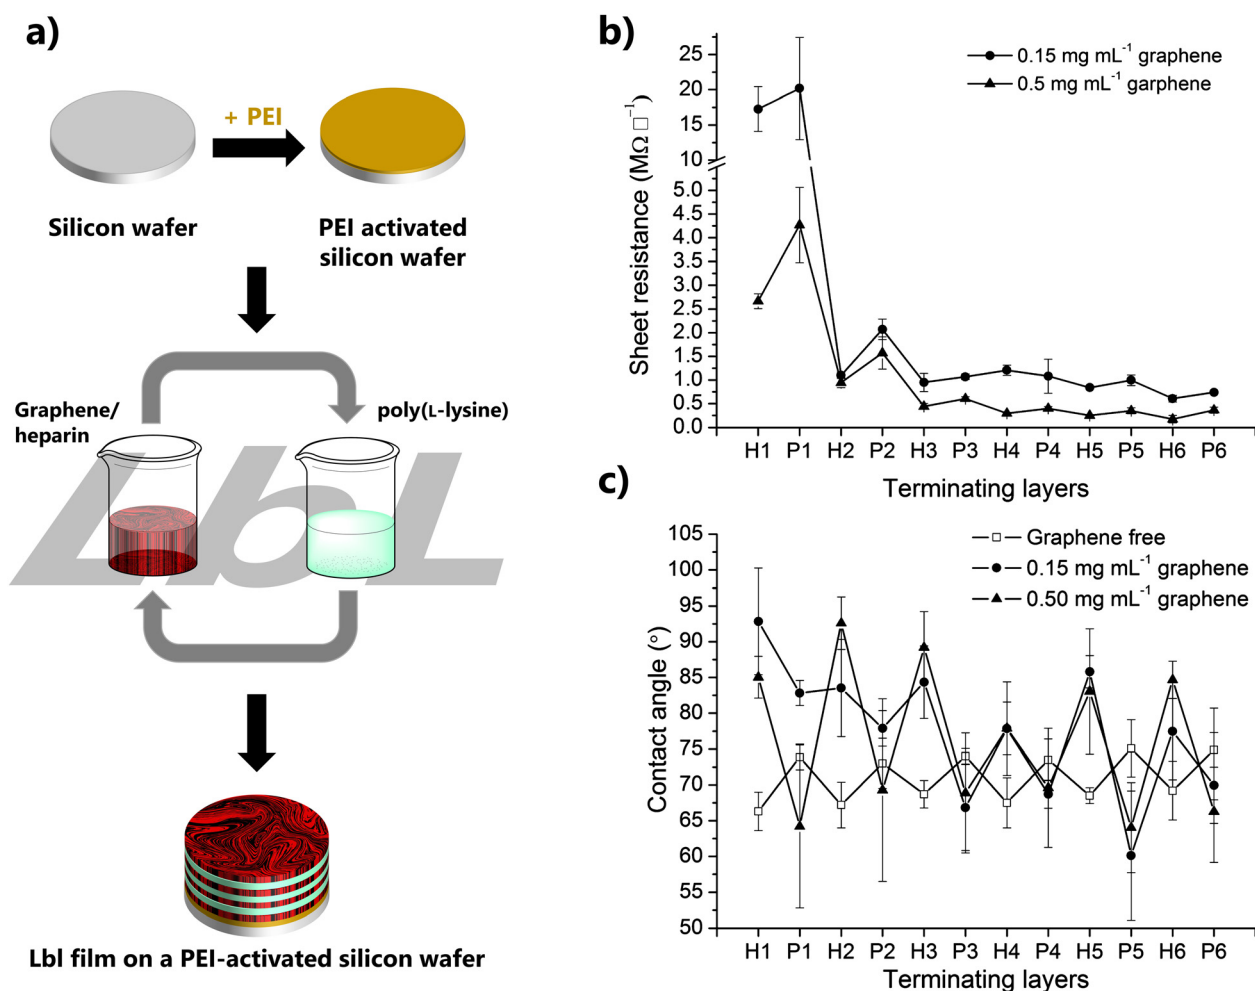 a)
+ PEI
Silicon wafer
PEI activated
silicon wafer
Graphene/
heparin
poly(L-lysine)
LbL
Lbl film on a PEI-activated silicon wafer
b)
0.15 mg mL⁻¹ graphene
0.5 mg mL⁻¹ garphene
Sheet resistance (MΩ □⁻¹)
25
20
15
10
5.0
4.5
4.0
3.5
3.0
2.5
2.0
1.5
1.0
0.5
0.0
H1 P1 H2 P2 H3 P3 H4 P4 H5 P5 H6 P6
Terminating layers
c)
Graphene free
0.15 mg mL⁻¹ graphene
0.50 mg mL⁻¹ graphene
Contact angle (°)
105
100
95
90
85
80
75
70
65
60
55
50
H1 P1 H2 P2 H3 P3 H4 P4 H5 P5 H6 P6
Terminating layers